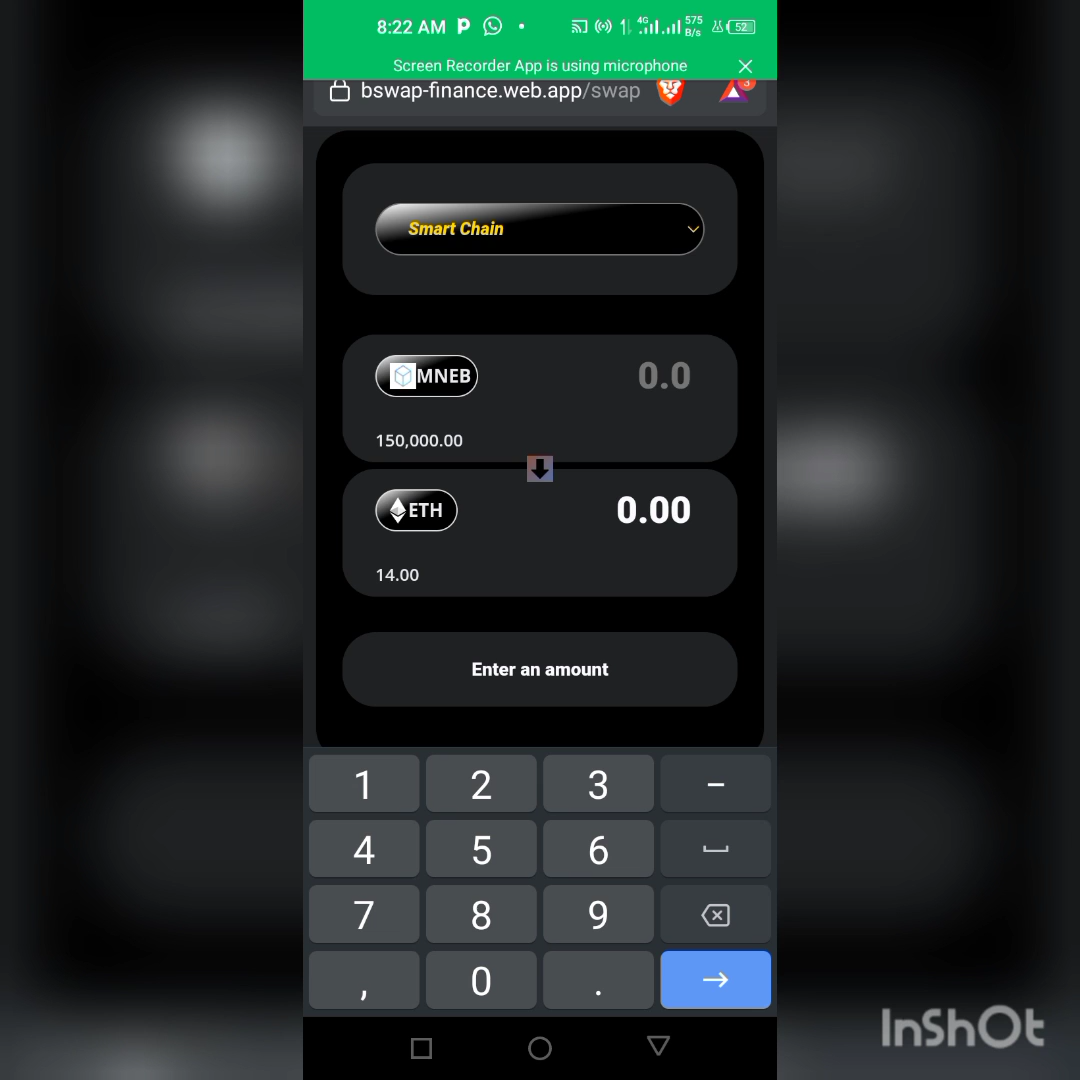 8:22 AM
4G
575 B/s
52
Screen Recorder App is using microphone
bswap-finance.web.app/swap
3
Smart Chain
MNEB
0.0
150,000.00
ETH
0.00
14.00
Enter an amount
1 2 3 -
4 5 6
7 8 9
, 0 .
InShOt